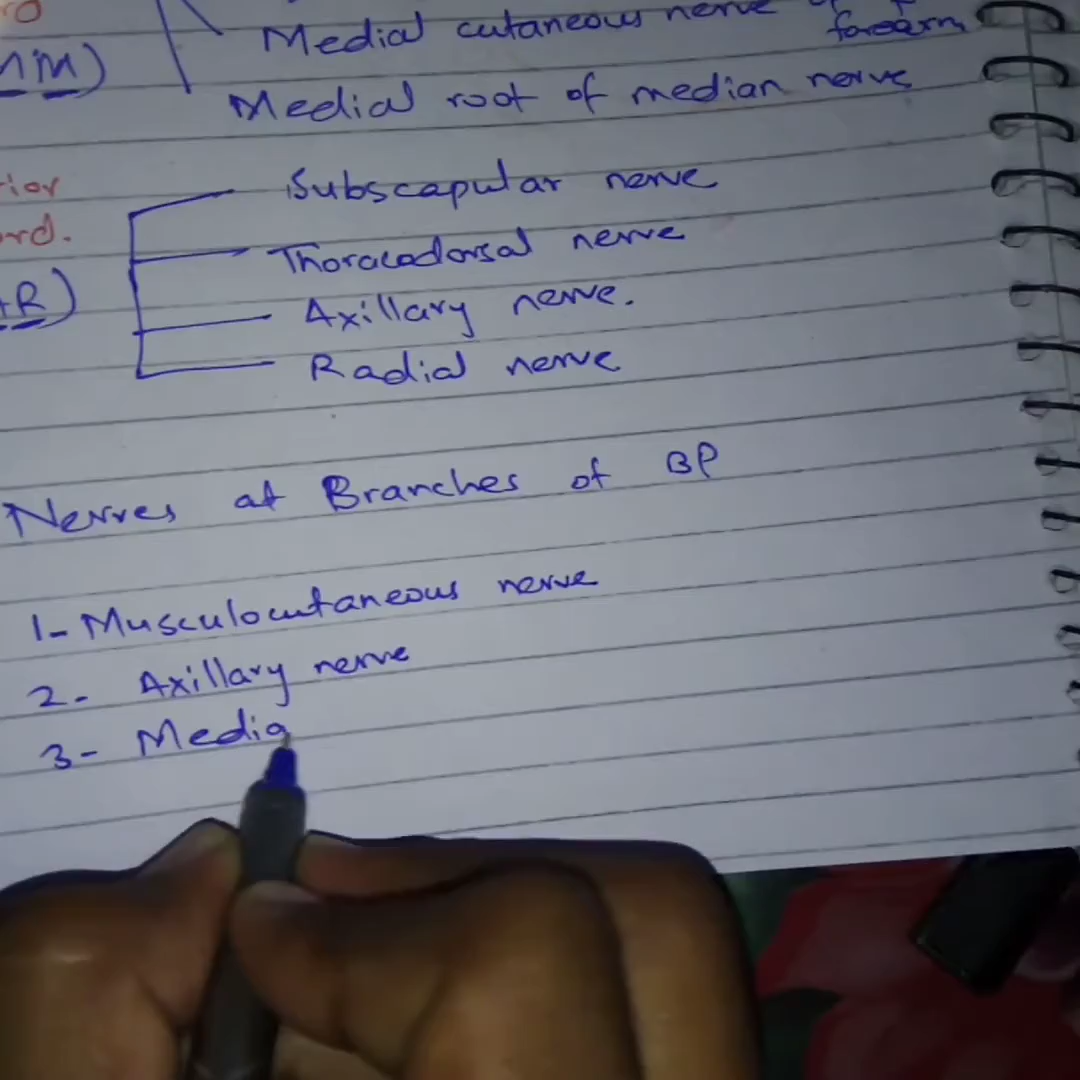 Medial cutaneous nerve
forearm
Medial root of median nerve
Subscapular nerve
Thoracodorsal nerve
Axillary nerve.
Radial nerve
Nerves at Branches of BP
1- Musculocutaneous nerve
2- Axillary nerve
3- Media